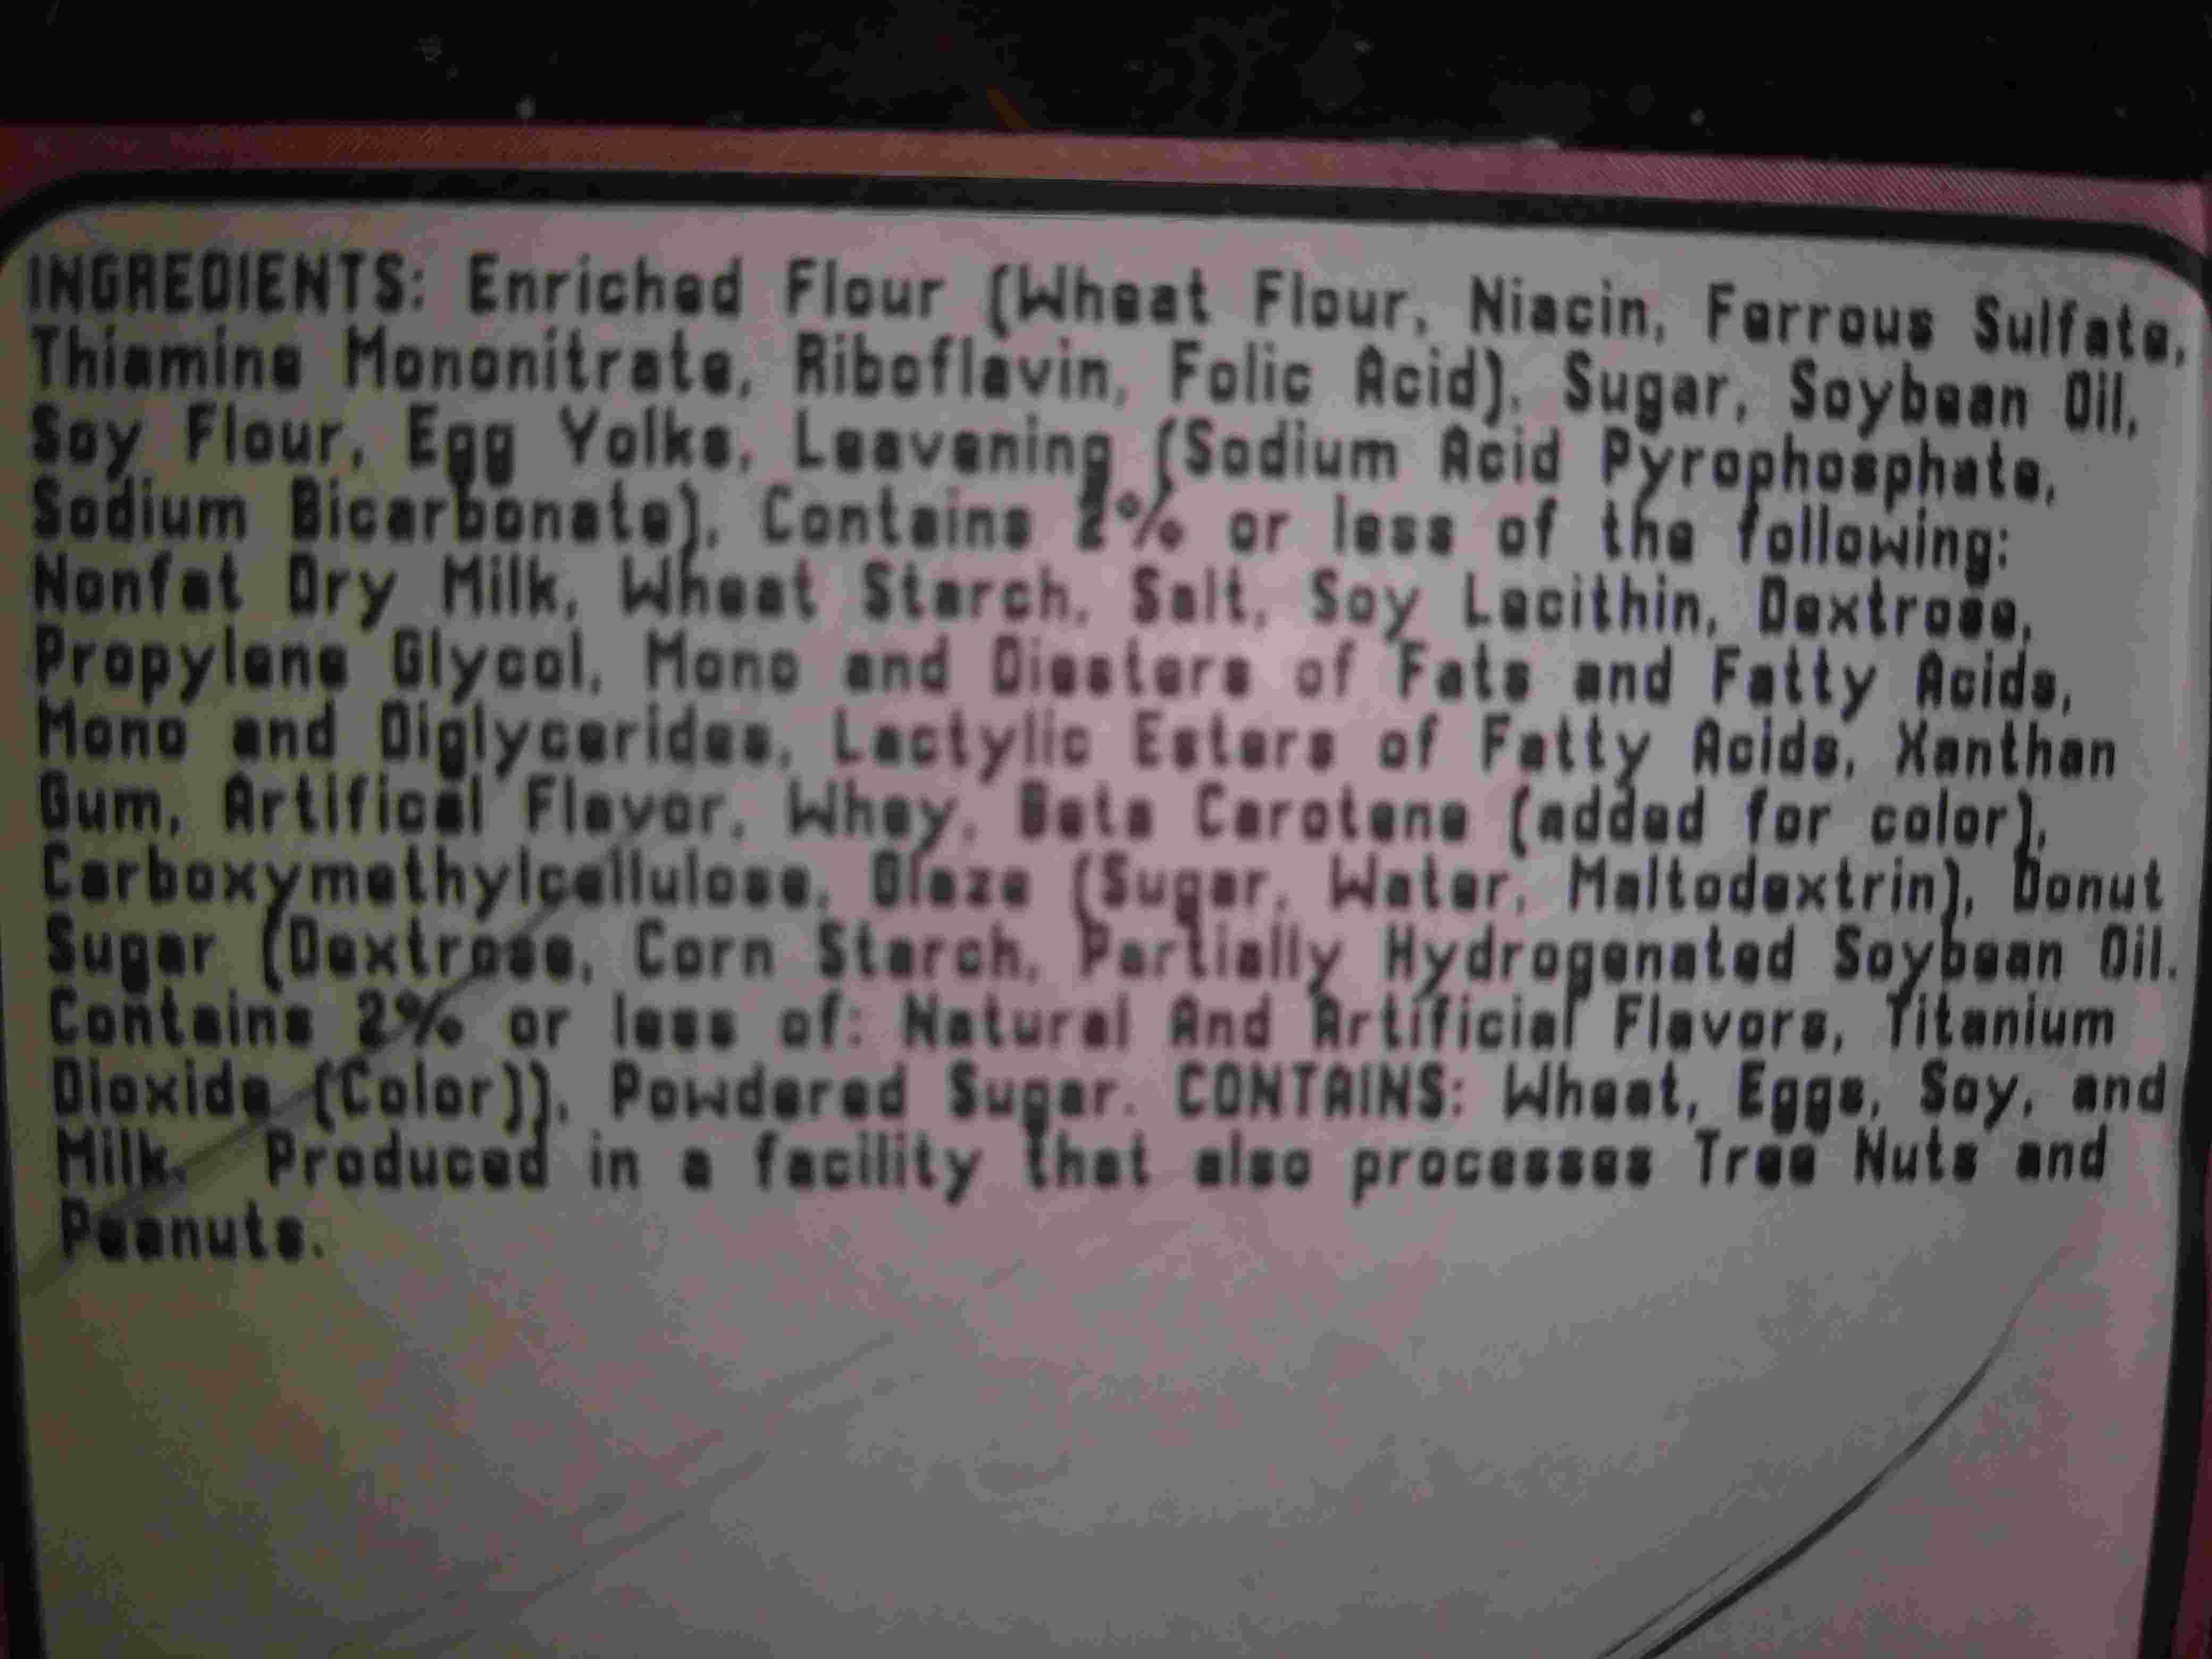 INGREDIENTS: Enriched Flour (Wheat Flour, Niacin, Ferrous Sulfate,
Thiamine Mononitrate, Riboflavin, Folic Acid), Sugar, Soybean Oil,
Soy Flour, Egg Yolks, Leavening (Sodium Acid Pyrophosphate,
Sodium Bicarbonate), Contains 2% or less of the following:
Nonfat Dry Milk, Wheat Starch, Salt, Soy Lecithin, Dextrose,
Propylene Glycol, Mono and Diesters of Fats and Fatty Acids,
Mono and Diglycerides, Lactylic Esters of Fatty Acids, Xanthan
Gum, Artifical Flavor, Whey, Beta Carotene (added for color),
Carboxymethylcellulose, Glaze (Sugar, Water, Maltodextrin), Donut
Sugar (Dextrose, Corn Starch, Partially Hydrogenated Soybean Oil.
Contains 2% or less of: Natural And Artificial Flavors, Titanium
Dioxide (Color)), Powdered Sugar. CONTAINS: Wheat, Eggs, Soy, and
Milk. Produced in a facility that also processes Tree Nuts and
Peanuts.